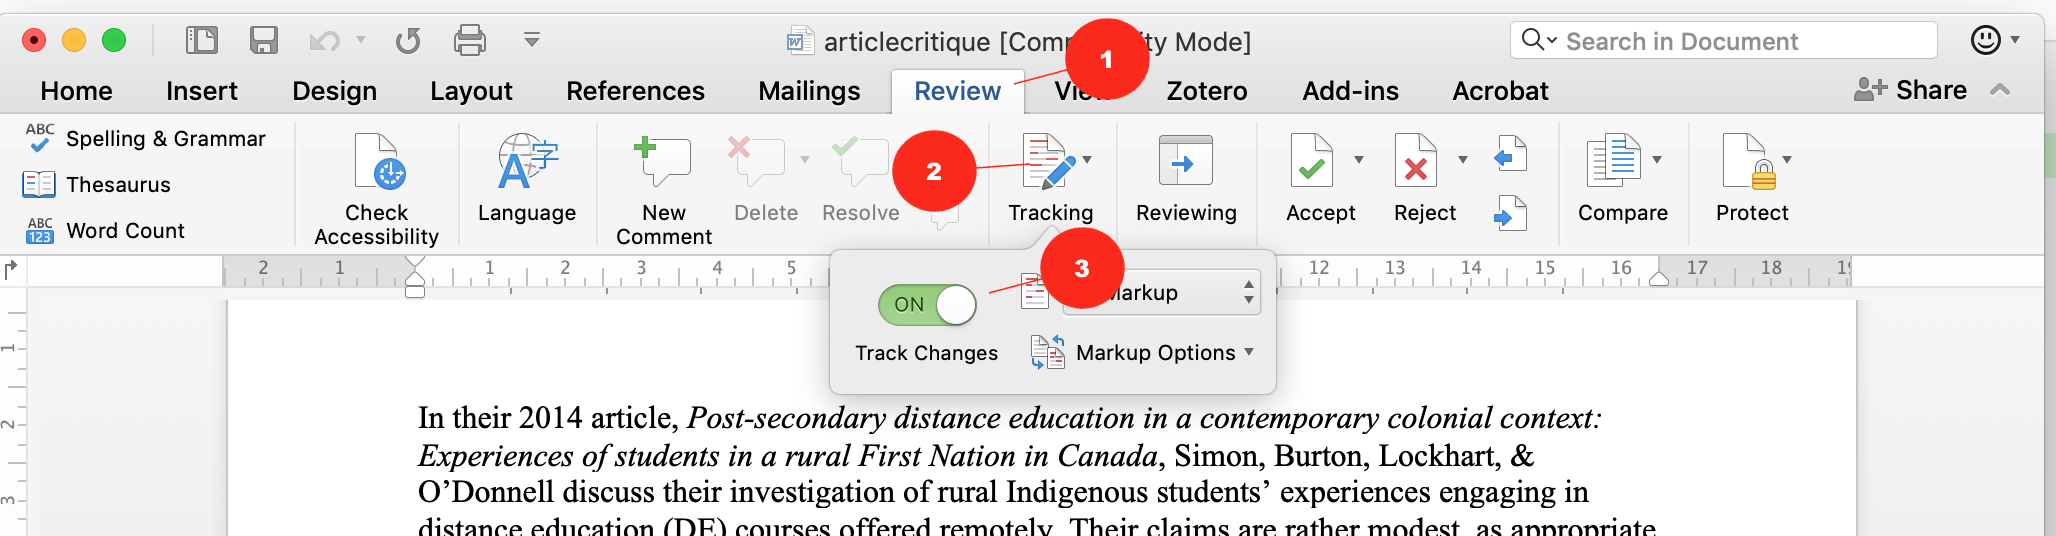 articlecritique [Com ty Mode]
Search in Document
1
Home Insert Design Layout References Mailings Review Zotero Add-ins Acrobat Share
ABC Spelling & Grammar
Thesaurus
ABC 123 Word Count
Check Accessibility
Language
New Comment
Delete
Resolve
2
Tracking
Reviewing
Accept
Reject
Compare
Protect
2 1 1 2 3 4 5 12 13 14 15 16 17 18
3
ON
Track Changes
Markup
Markup Options
1
2
3
In their 2014 article, Post-secondary distance education in a contemporary colonial context:
Experiences of students in a rural First Nation in Canada, Simon, Burton, Lockhart, &
O’Donnell discuss their investigation of rural Indigenous students’ experiences engaging in
distance education (DE) courses offered remotely. Their claims are rather modest, as appropriate